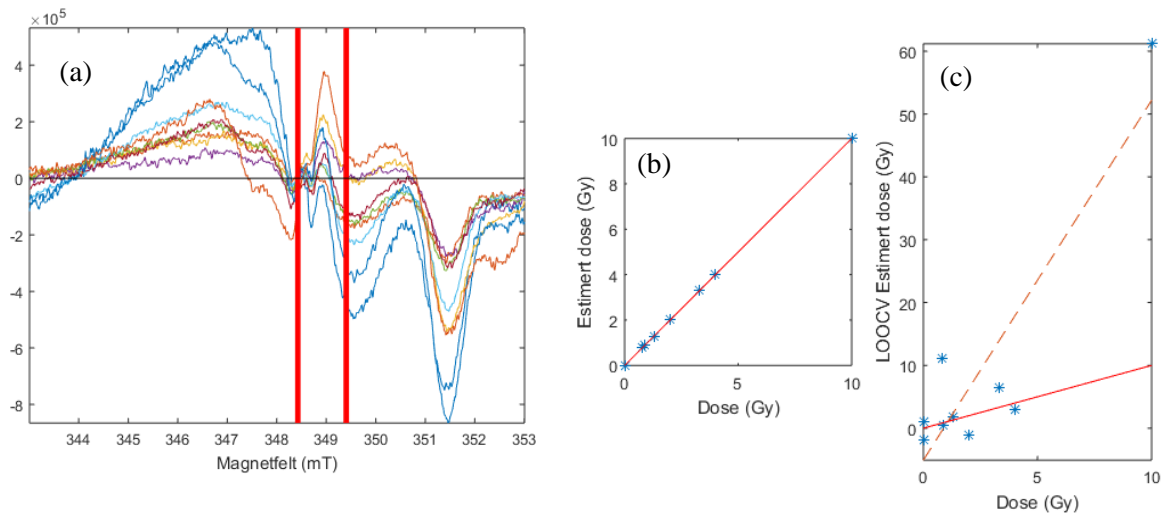 ×10⁵
(a)
4
2
0
-2
-4
-6
-8
344 345 346 347 348 349 350 351 352 353
Magnetfelt (mT)
(b)
Estimert dose (Gy)
10
8
6
4
2
0
0 5 10
Dose (Gy)
(c)
LOOCV Estimert dose (Gy)
60
50
40
30
20
10
0
0 5 10
Dose (Gy)